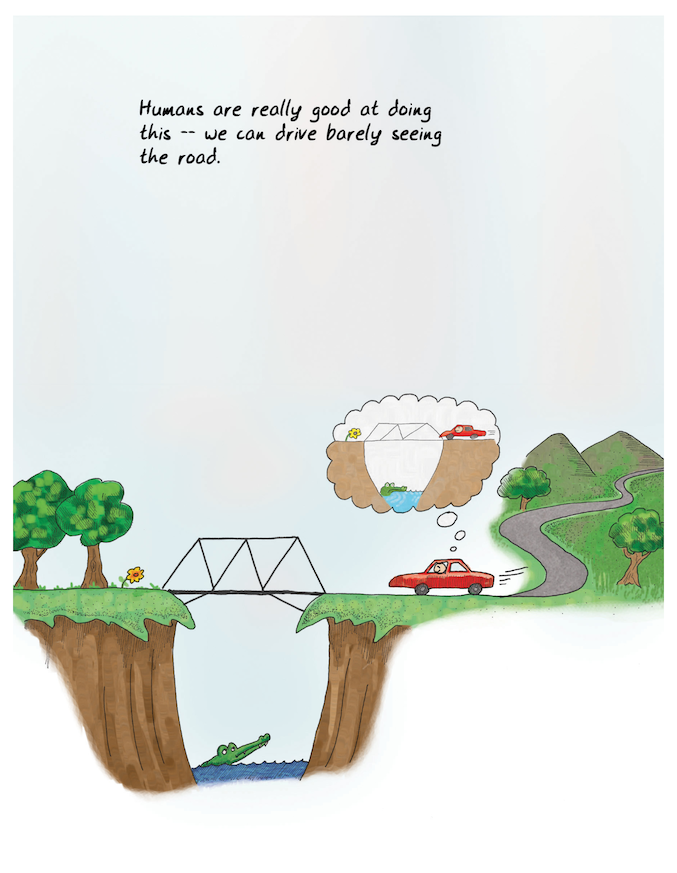 Humans are really good at doing
this -- we can drive barely seeing
the road.